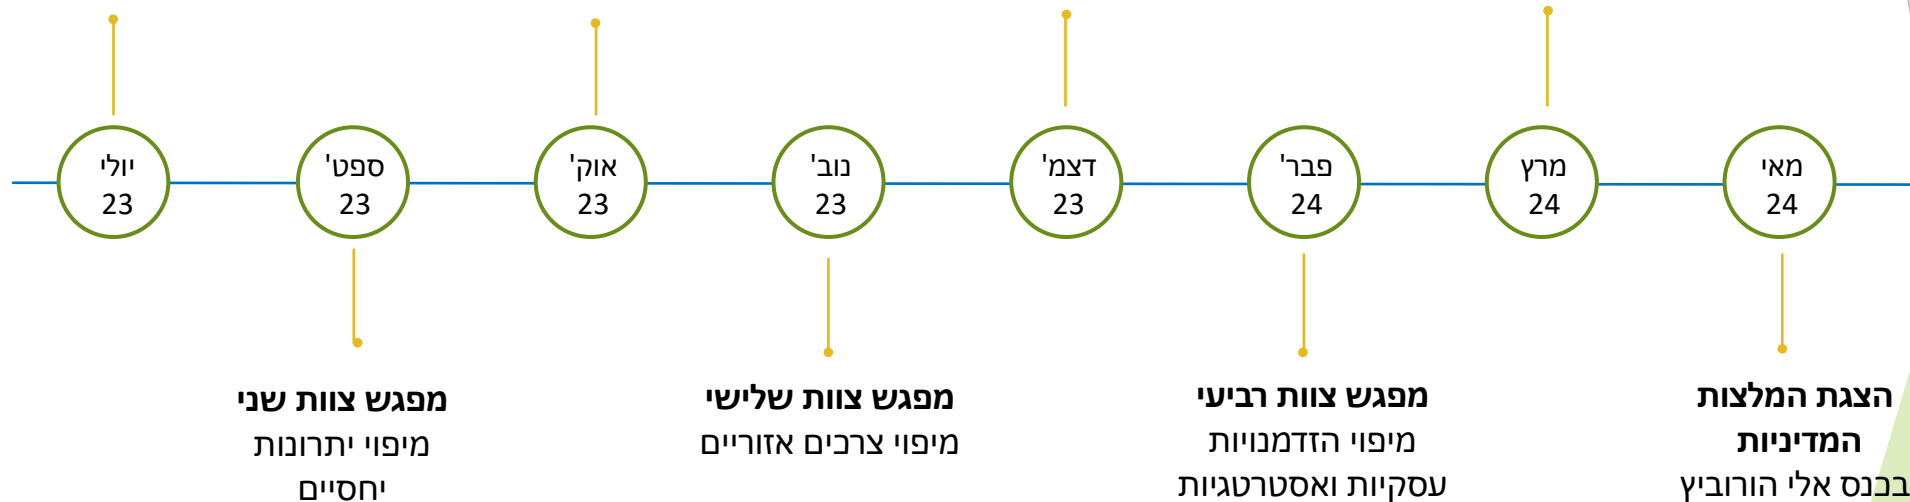 יולי
23
ספט'
23
אוק'
23
נוב'
23
דצמ'
23
פבר'
24
מרץ
24
מאי
24
מפגש צוות שני
מיפוי יתרונות
יחסיים
מפגש צוות שלישי
מיפוי צרכים אזוריים
מפגש צוות רביעי
מיפוי הזדמנויות
עסקיות ואסטרטגיות
הצגת המלצות
המדיניות
בכנס אלי הורוביץ